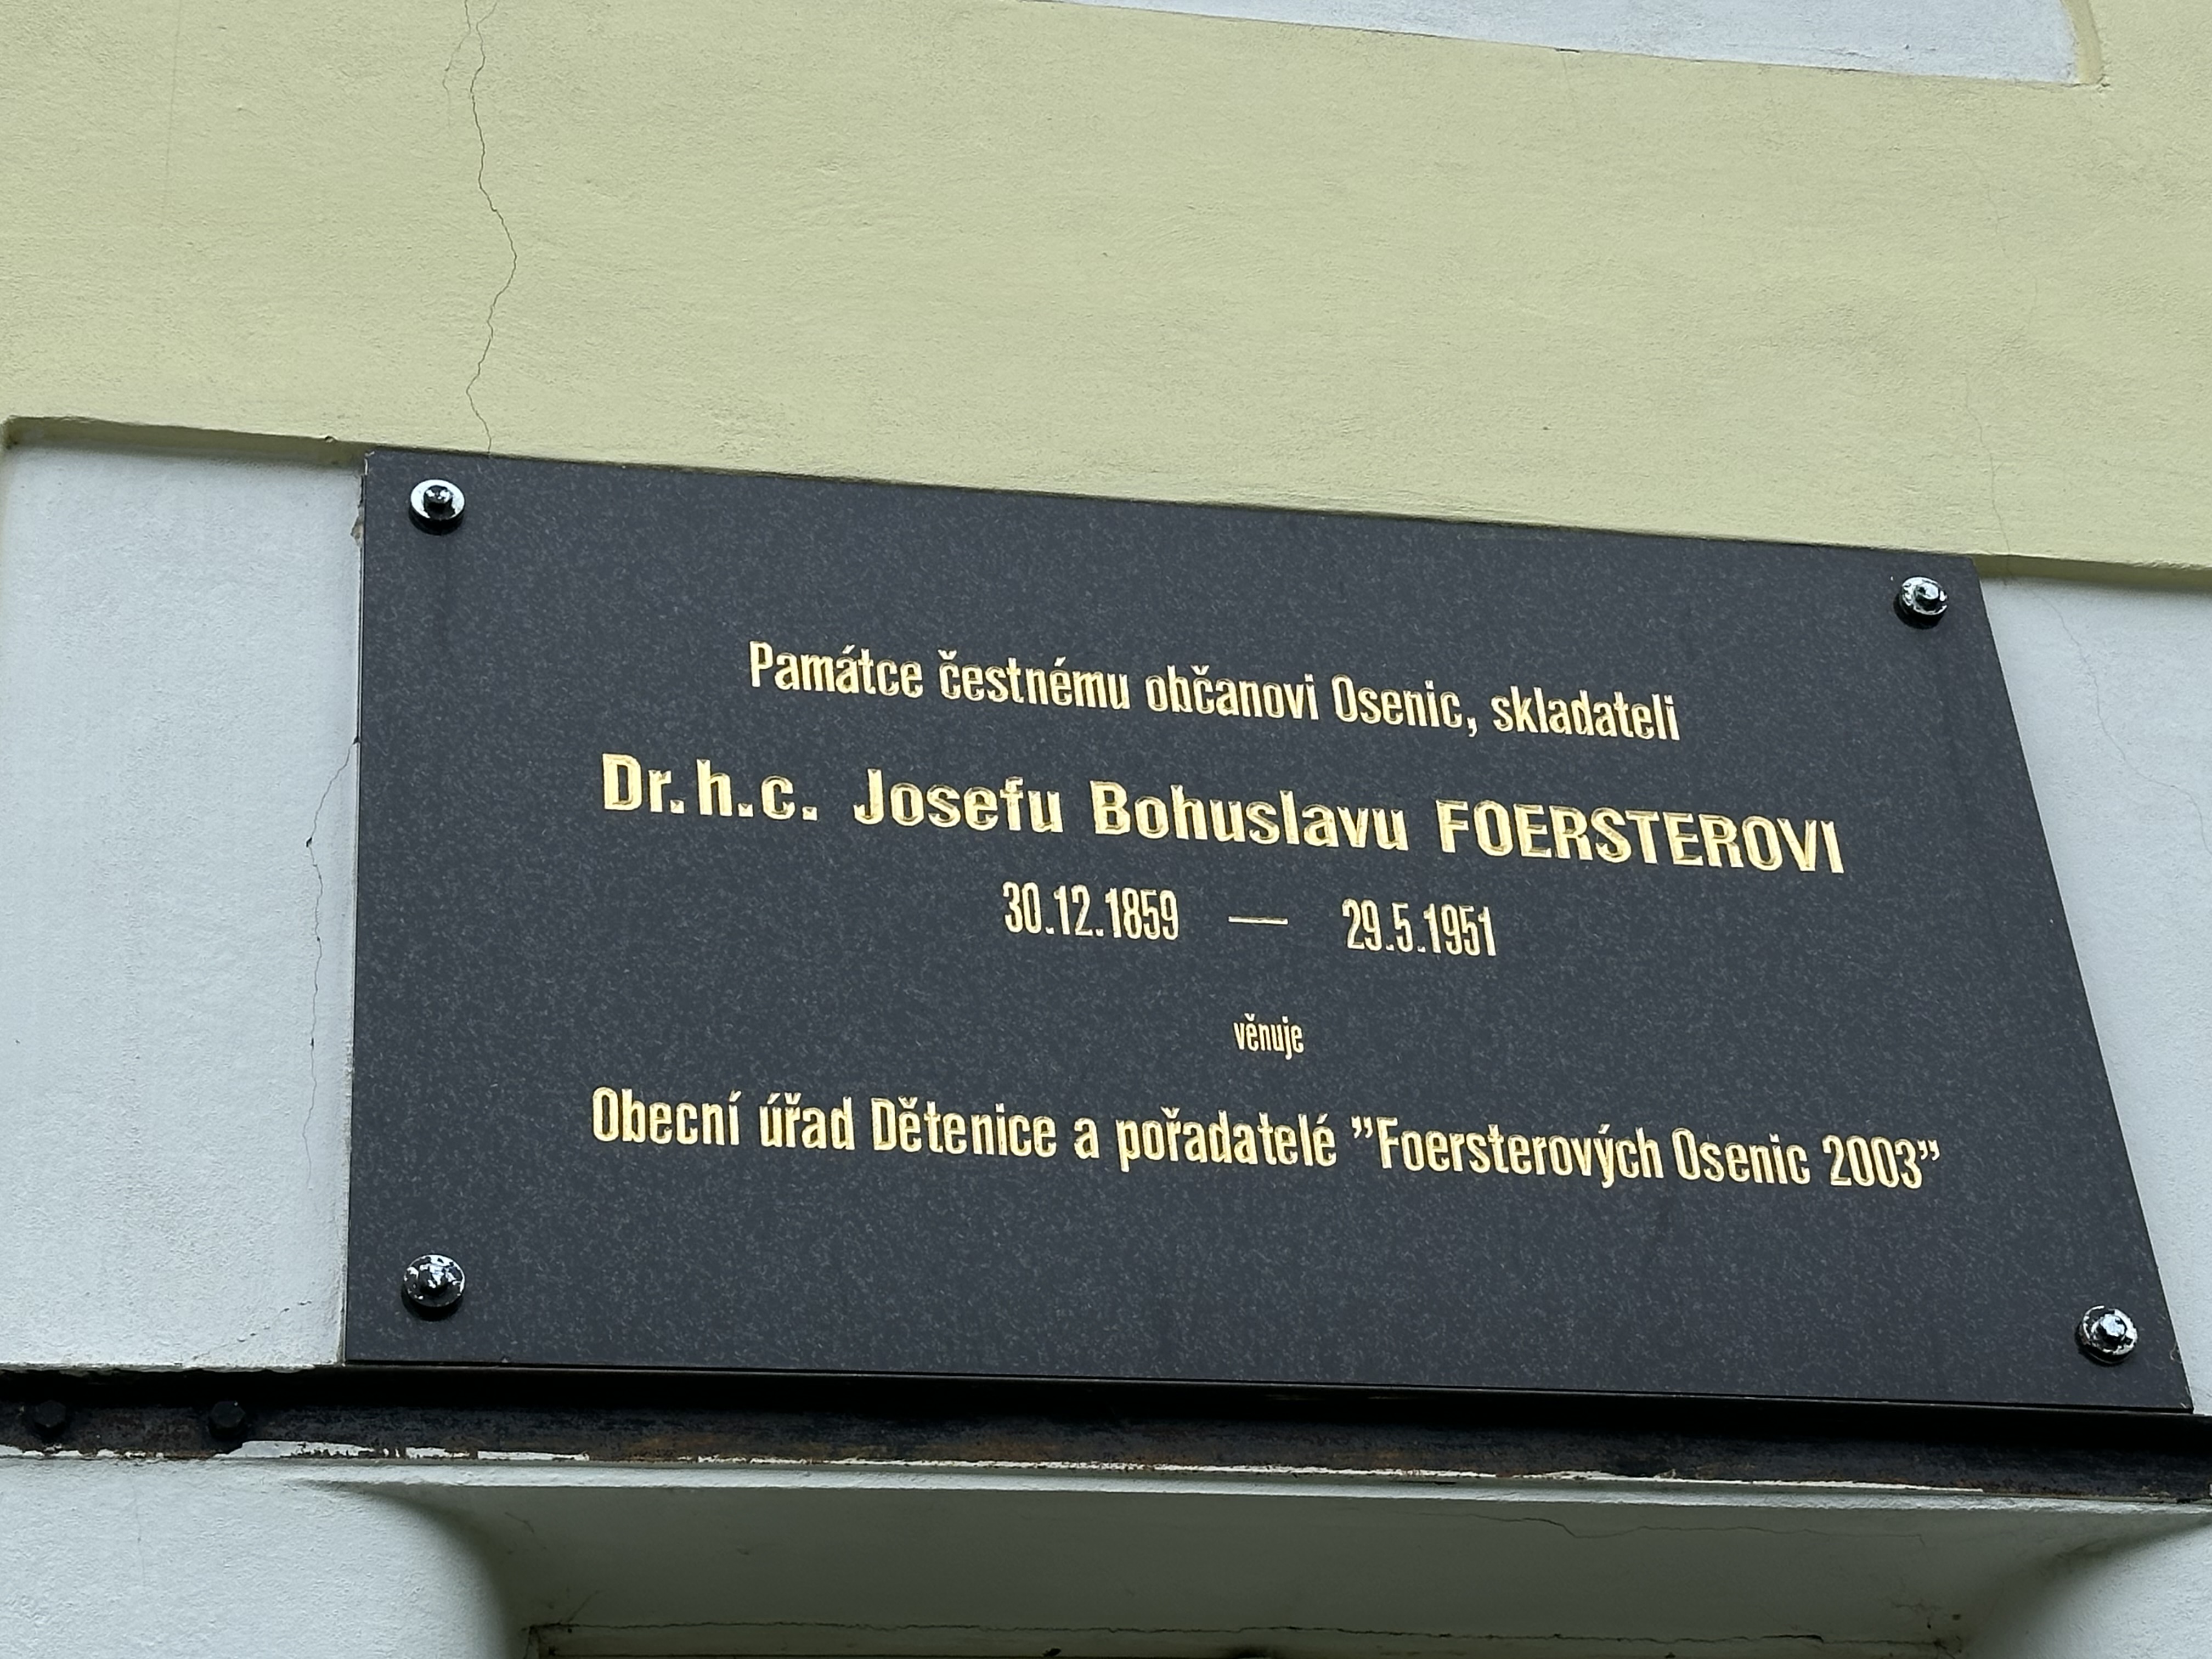 Památce čestnému občanovi Osenic, skladateli
Dr.h.c. Josefu Bohuslavu FOERSTEROVI
30.12.1859 — 29.5.1951
věnuje
Obecní úřad Dětenice a pořadatelé ”Foersterových Osenic 2003”